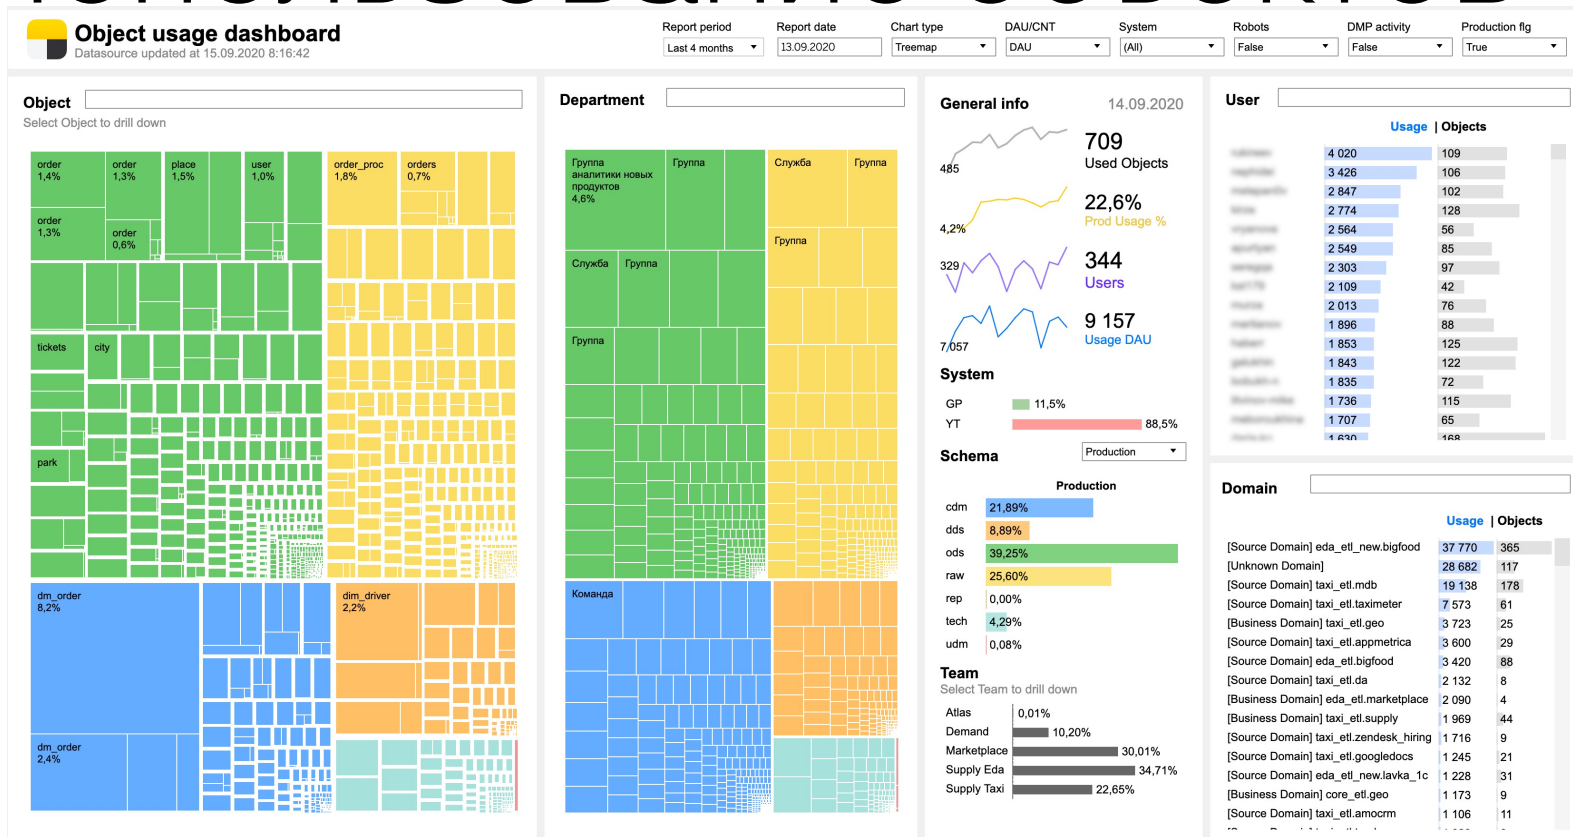 Object usage dashboard
Datasource updated at 15.09.2020 8:16:42
Report period
Last 4 months
Report date
13.09.2020
Chart type
Treemap
DAU/CNT
DAU
System
(All)
Robots
False
DMP activity
False
Production flg
True
Object
Select Object to drill down
order
1,4%
order
1,3%
place
1,5%
user
1,0%
order_proc
1,8%
orders
0,7%
order
1,3%
order
0,6%
tickets
city
park
dm_order
8,2%
dim_driver
2,2%
dm_order
2,4%
Department
Группа
аналитики новых
продуктов
4,6%
Группа
Служба
Группа
Группа
Служба
Группа
Группа
Команда
General info
14.09.2020
485
709
Used Objects
4,2%
22,6%
Prod Usage %
329
344
Users
7,057
9 157
Usage DAU
System
GP 11,5%
YT 88,5%
Schema
Production
Production
cdm 21,89%
dds 8,89%
ods 39,25%
raw 25,60%
rep 0,00%
tech 4,29%
udm 0,08%
Team
Select Team to drill down
Atlas 0,01%
Demand 10,20%
Marketplace 30,01%
Supply Eda 34,71%
Supply Taxi 22,65%
User
Usage | Objects
4 020 109
3 426 106
2 847 102
2 774 128
2 564 56
2 549 85
2 303 97
2 109 42
2 013 76
1 896 88
1 853 125
1 843 122
1 835 72
1 736 115
1 707 65
1 630 168
Domain
Usage | Objects
[Source Domain] eda_etl_new.bigfood 37 770 365
[Unknown Domain] 28 682 117
[Source Domain] taxi_etl.mdb 19 138 178
[Source Domain] taxi_etl.taximeter 7 573 61
[Business Domain] taxi_etl.geo 3 723 25
[Source Domain] taxi_etl.appmetrica 3 600 29
[Source Domain] eda_etl.bigfood 3 420 88
[Source Domain] taxi_etl.da 2 132 8
[Business Domain] eda_etl.marketplace 2 090 4
[Business Domain] taxi_etl.supply 1 969 44
[Source Domain] taxi_etl.zendesk_hiring 1 716 9
[Source Domain] taxi_etl.googledocs 1 245 21
[Source Domain] eda_etl_new.lavka_1c 1 228 31
[Business Domain] core_etl.geo 1 173 9
[Source Domain] taxi_etl.amocrm 1 106 11